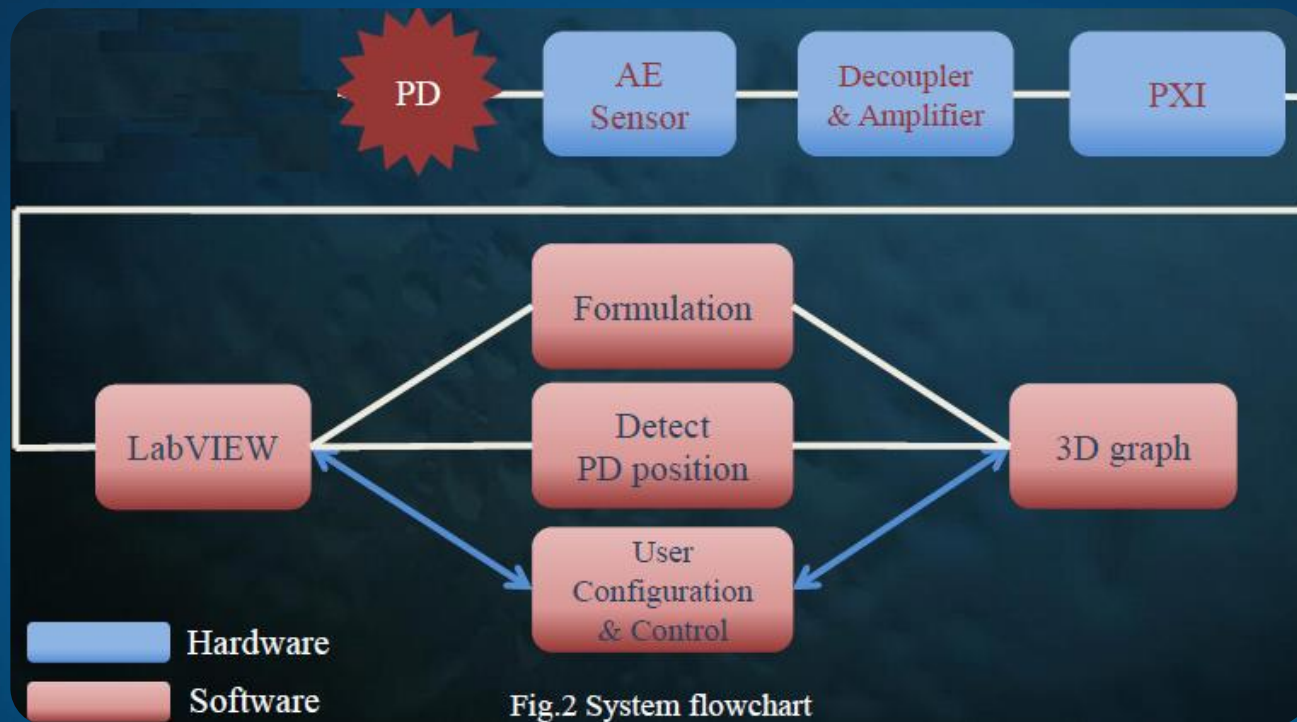 PD
AE
Sensor
Decoupler
& Amplifier
PXI
Formulation
LabVIEW
Detect
PD position
3D graph
User
Configuration
& Control
Hardware
Software
Fig.2 System flowchart